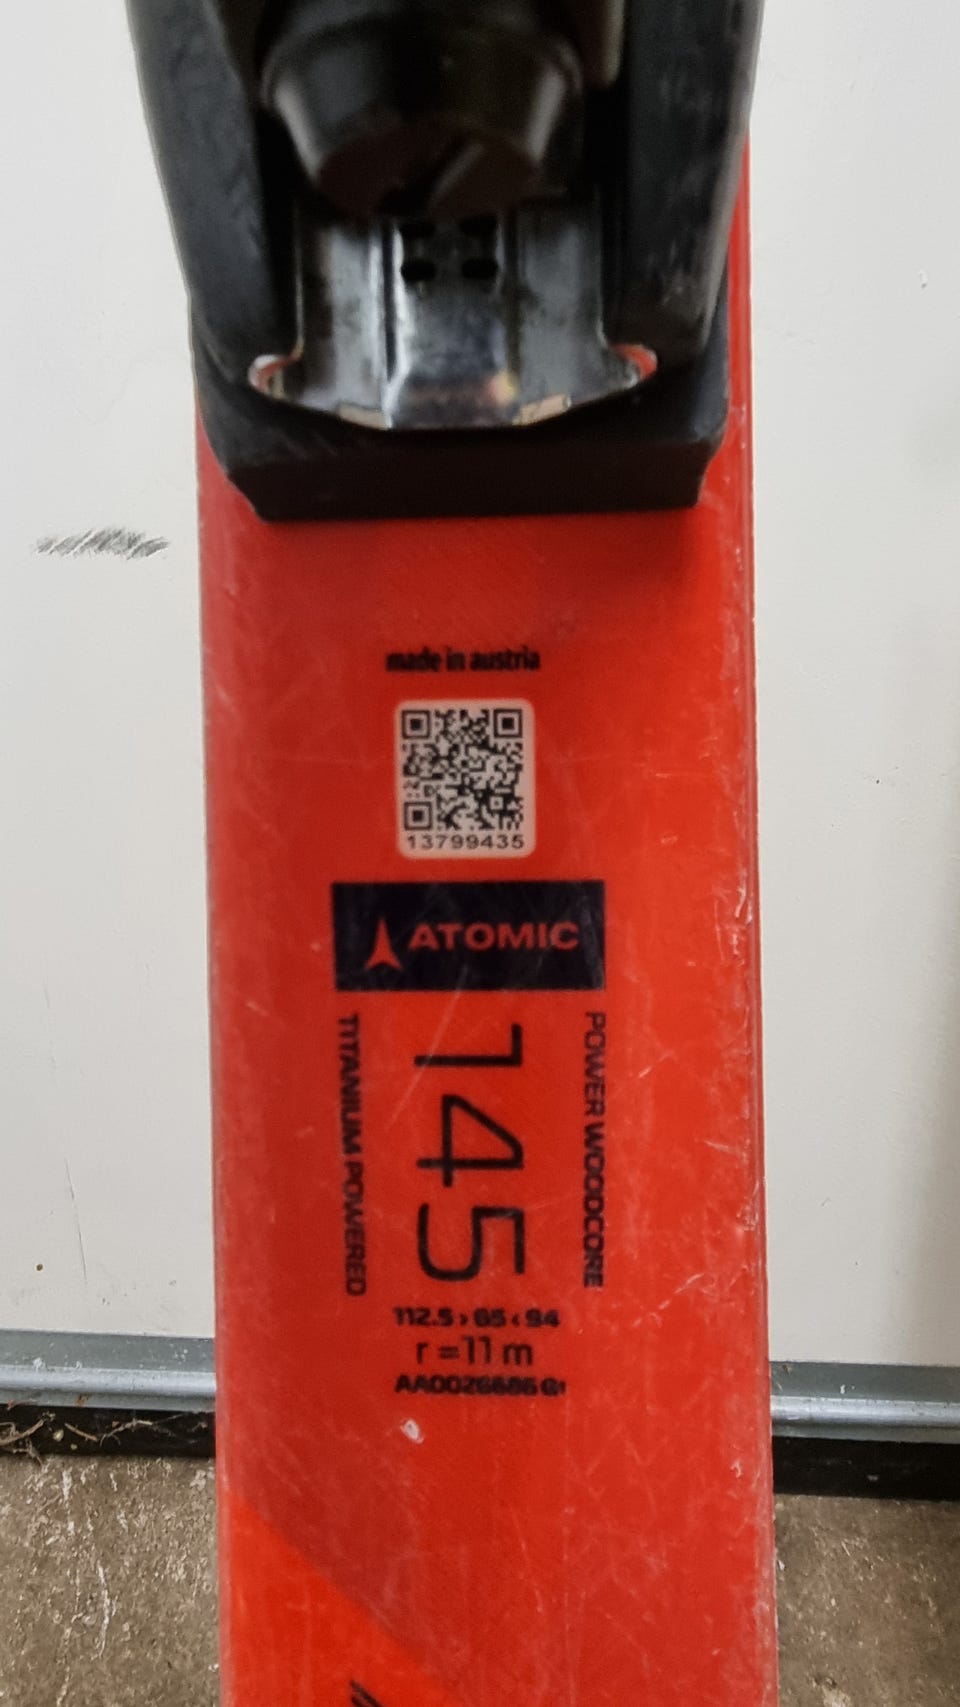 made in austria
13799435
ATOMIC
POWER WOODCORE
145
TITANIUM POWERED
112.5 › 65 ‹ 94
r = 11 m